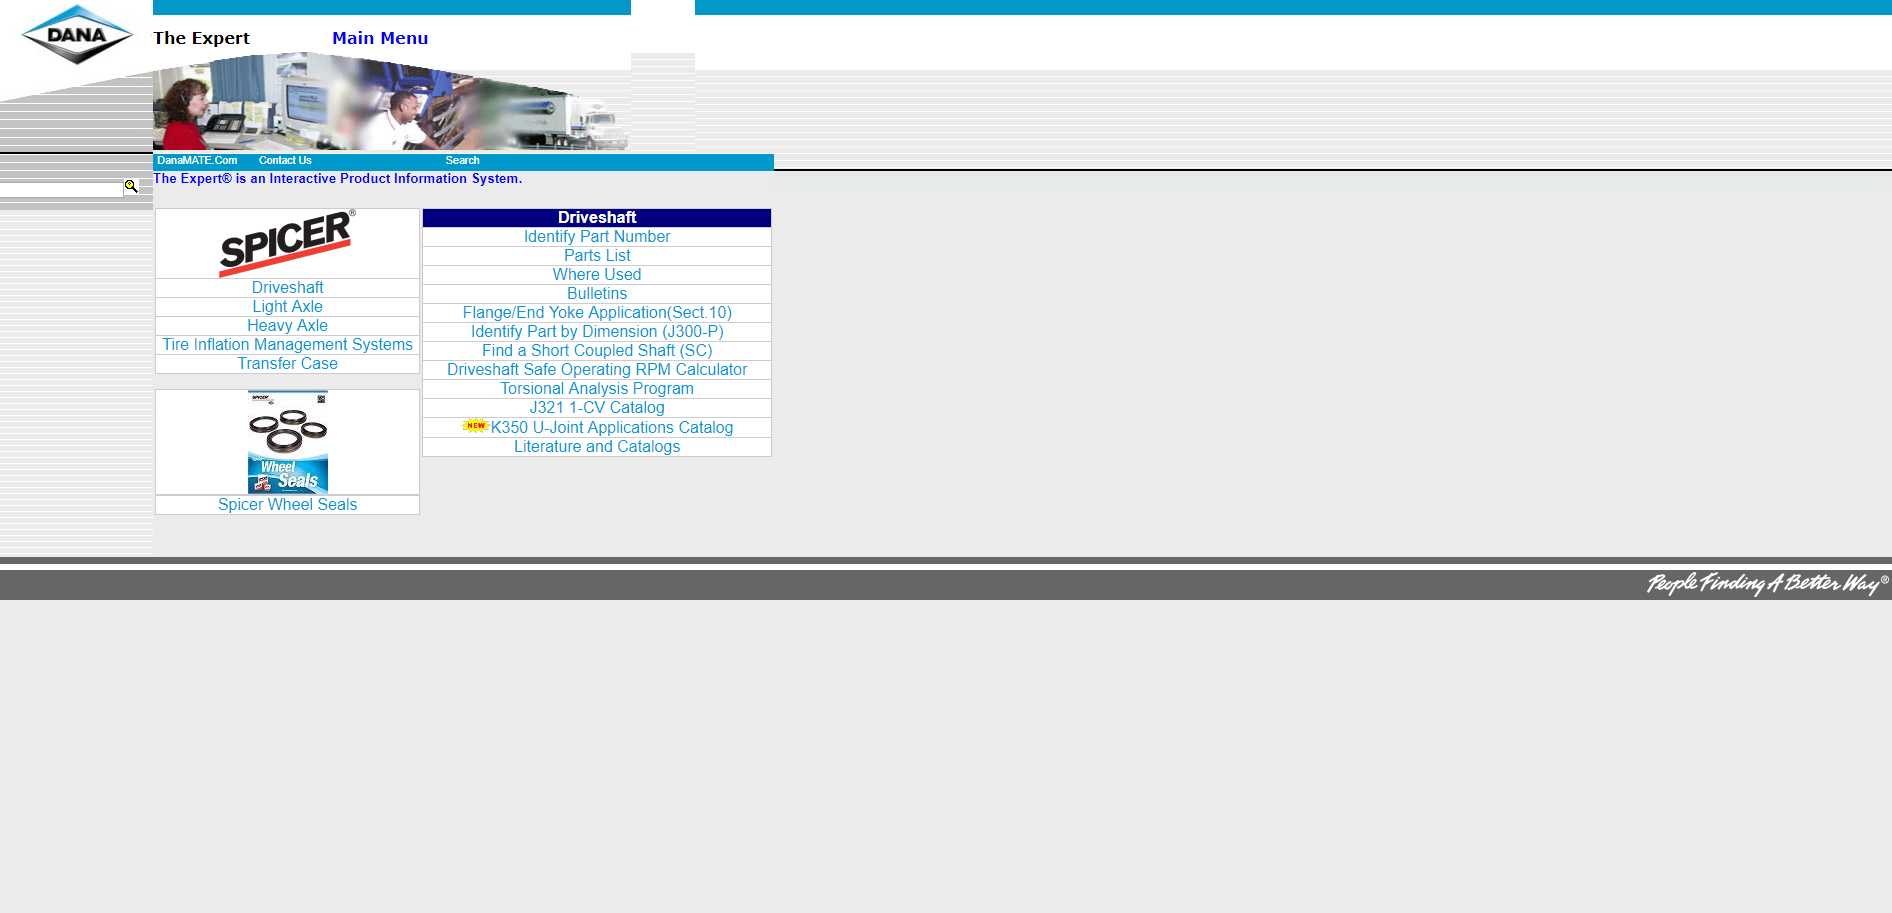 DANA
The Expert
Main Menu
DanaMATE.Com
Contact Us
Search
The Expert® is an Interactive Product Information System.
SPICER®
Driveshaft
Light Axle
Heavy Axle
Tire Inflation Management Systems
Transfer Case
SPICER
Wheel
Seals
Spicer Wheel Seals
Driveshaft
Identify Part Number
Parts List
Where Used
Bulletins
Flange/End Yoke Application(Sect.10)
Identify Part by Dimension (J300-P)
Find a Short Coupled Shaft (SC)
Driveshaft Safe Operating RPM Calculator
Torsional Analysis Program
J321 1-CV Catalog
NEW K350 U-Joint Applications Catalog
Literature and Catalogs
People Finding A Better Way®